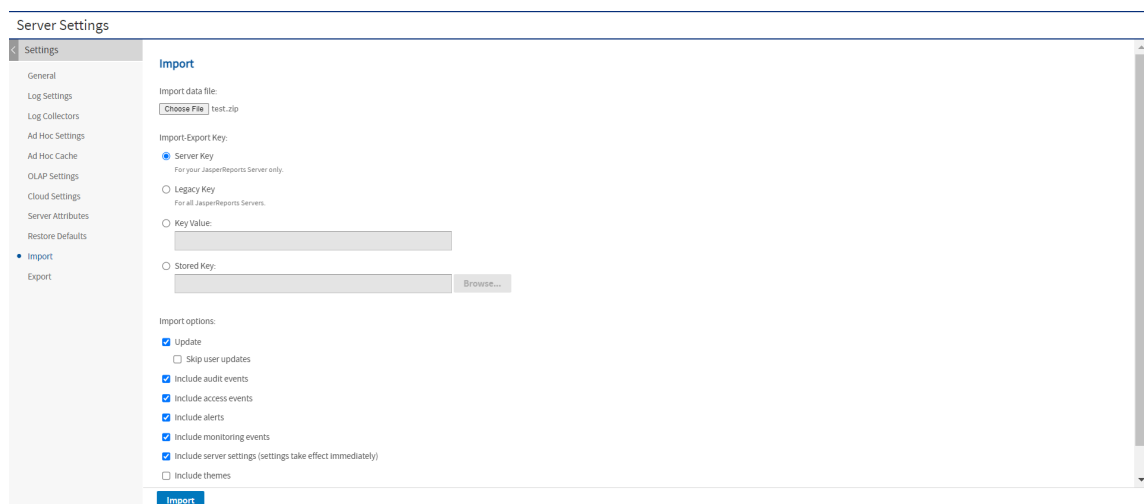 Server Settings
Settings
General
Log Settings
Log Collectors
Ad Hoc Settings
Ad Hoc Cache
OLAP Settings
Cloud Settings
Server Attributes
Restore Defaults
Import
Export
Import
Import data file:
Choose File test.zip
Import-Export Key:
Server Key
For your JasperReports Server only.
Legacy Key
For all JasperReports Servers.
Key Value:
Stored Key:
Browse...
Import options:
Update
Skip user updates
Include audit events
Include access events
Include alerts
Include monitoring events
Include server settings (settings take effect immediately)
Include themes
Import